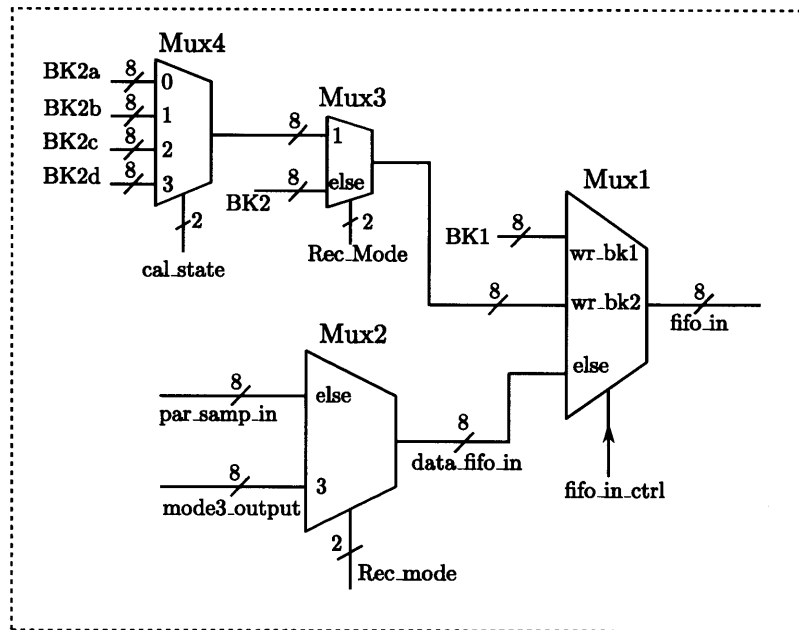 Mux4
BK2a 8 0
BK2b 8 1
BK2c 8 2
BK2d 8 3
2
cal_state
Mux3
8 1
BK2 8 else
2
Rec_Mode
Mux1
BK1 8 wr_bk1
8 wr_bk2
else
8
fifo_in
fifo_in_ctrl
Mux2
8 else
par_samp_in
8 3
mode3_output
8
data_fifo_in
2
Rec_mode